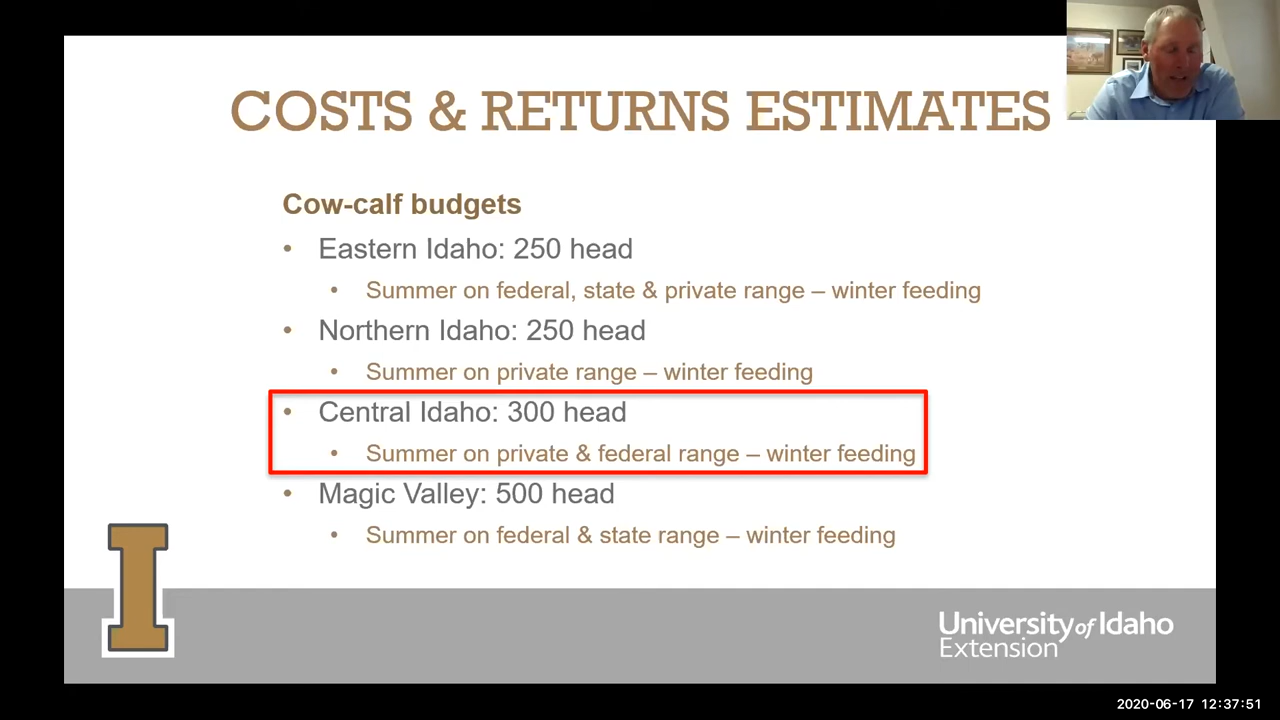 COSTS & RETURNS ESTIMATES
Cow-calf budgets
• Eastern Idaho: 250 head
• Summer on federal, state & private range – winter feeding
• Northern Idaho: 250 head
• Summer on private range – winter feeding
• Central Idaho: 300 head
• Summer on private & federal range – winter feeding
• Magic Valley: 500 head
• Summer on federal & state range – winter feeding
I
University of Idaho
Extension
2020-06-17 12:37:51